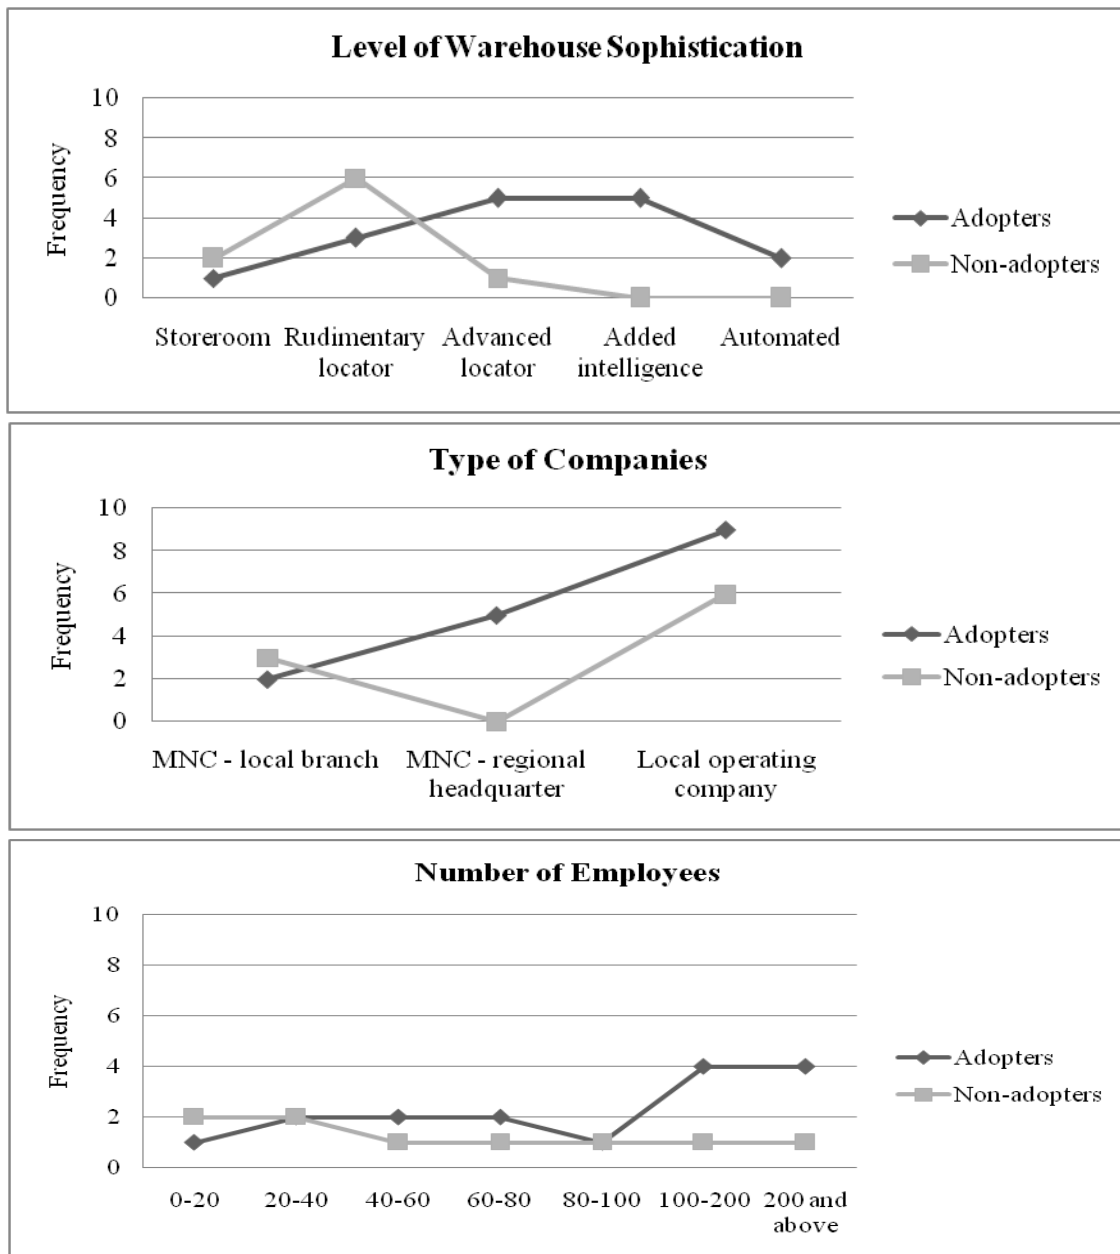 Level of Warehouse Sophistication
10
8
6
4
2
0
Frequency
Storeroom
Rudimentary
locator
Advanced
locator
Added
intelligence
Automated
Adopters
Non-adopters
Type of Companies
10
8
6
4
2
0
Frequency
MNC - local branch
MNC - regional
headquarter
Local operating
company
Adopters
Non-adopters
Number of Employees
10
8
6
4
2
0
Frequency
0-20
20-40
40-60
60-80
80-100
100-200
200 and
above
Adopters
Non-adopters